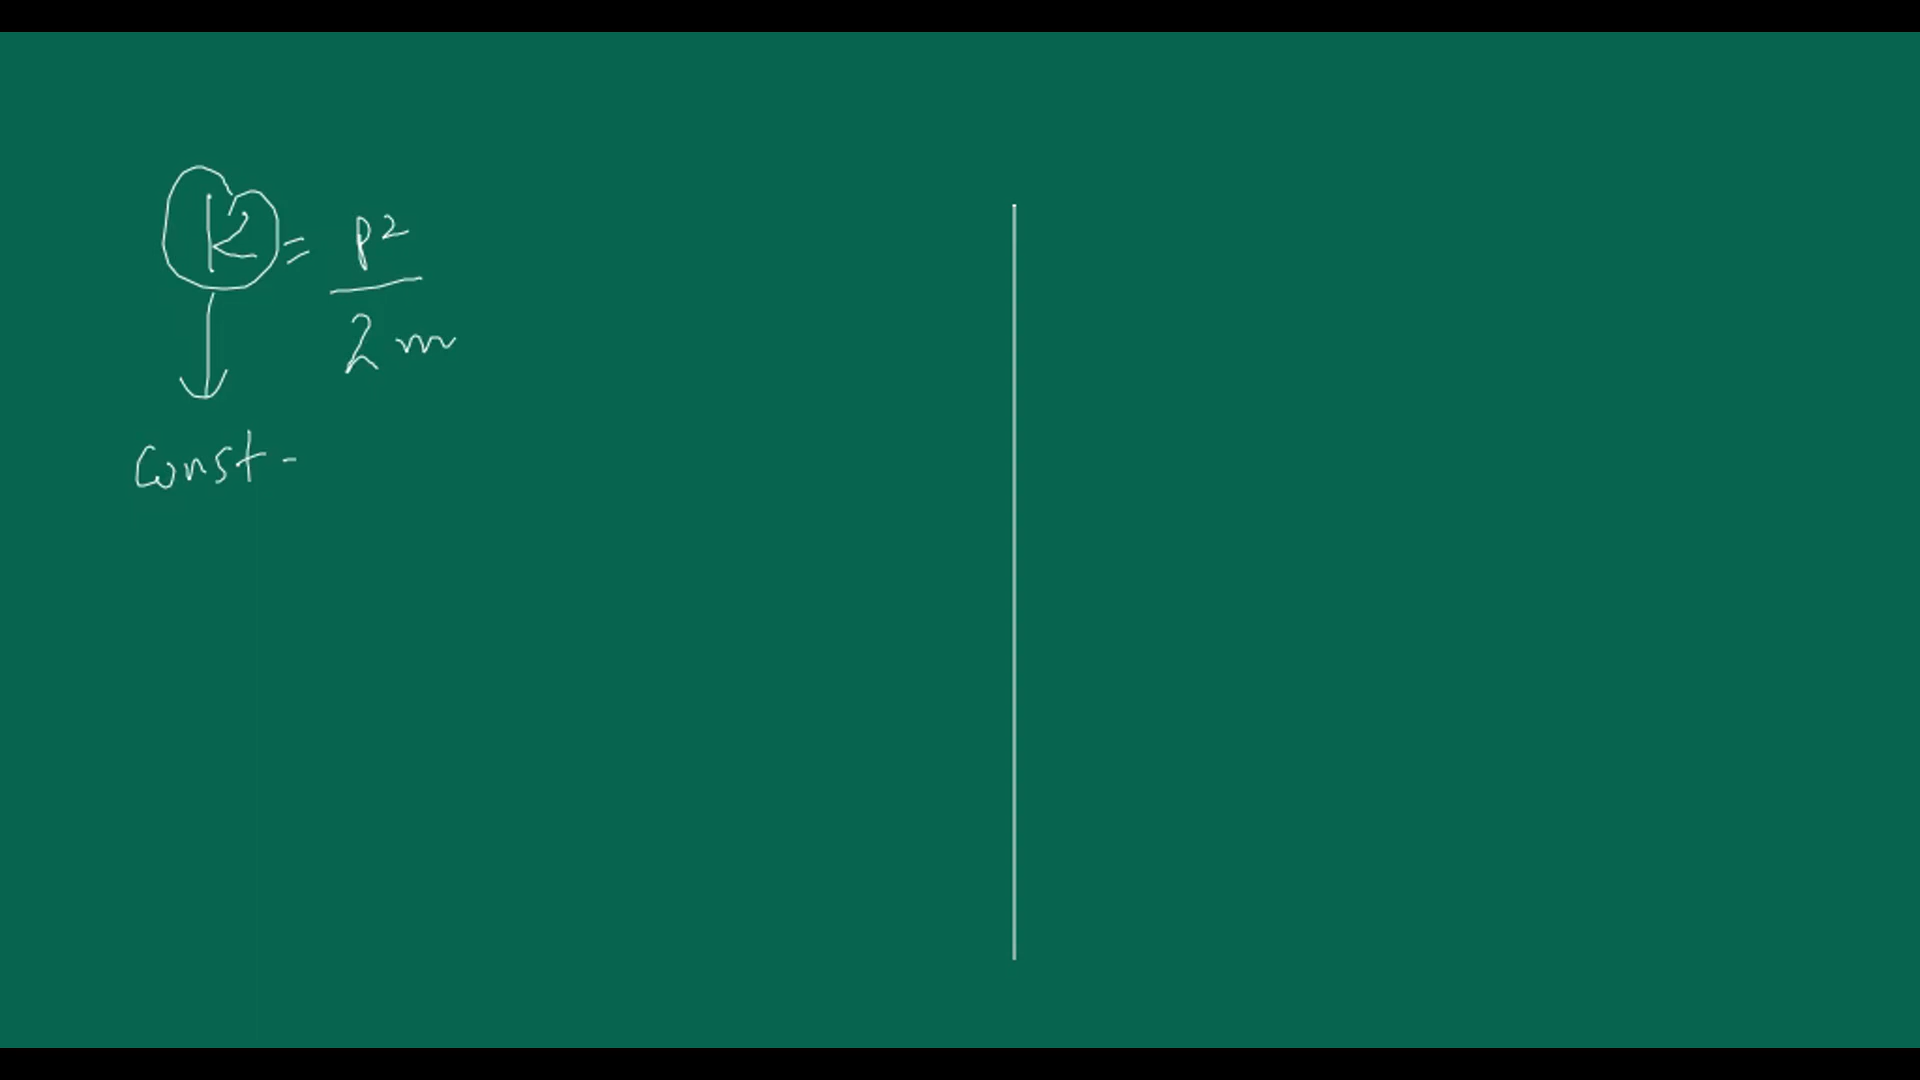 K = p²
2m
const -